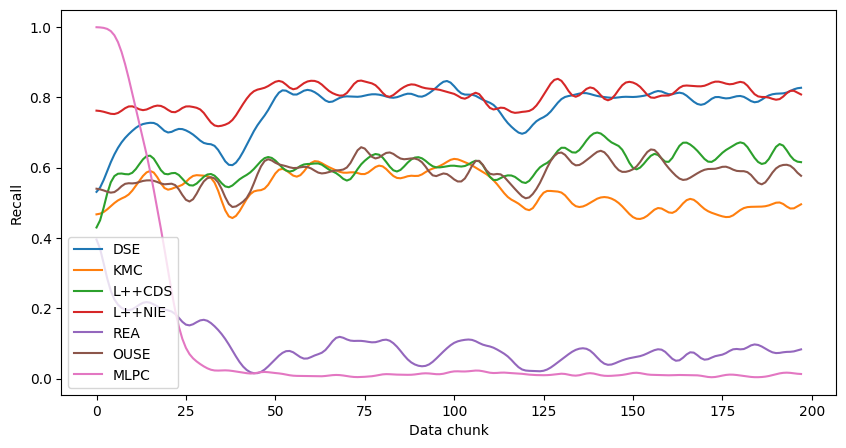 1.0
0.8
0.6
0.4
0.2
0.0
Recall
DSE
KMC
L++CDS
L++NIE
REA
OUSE
MLPC
0 25 50 75 100 125 150 175 200
Data chunk